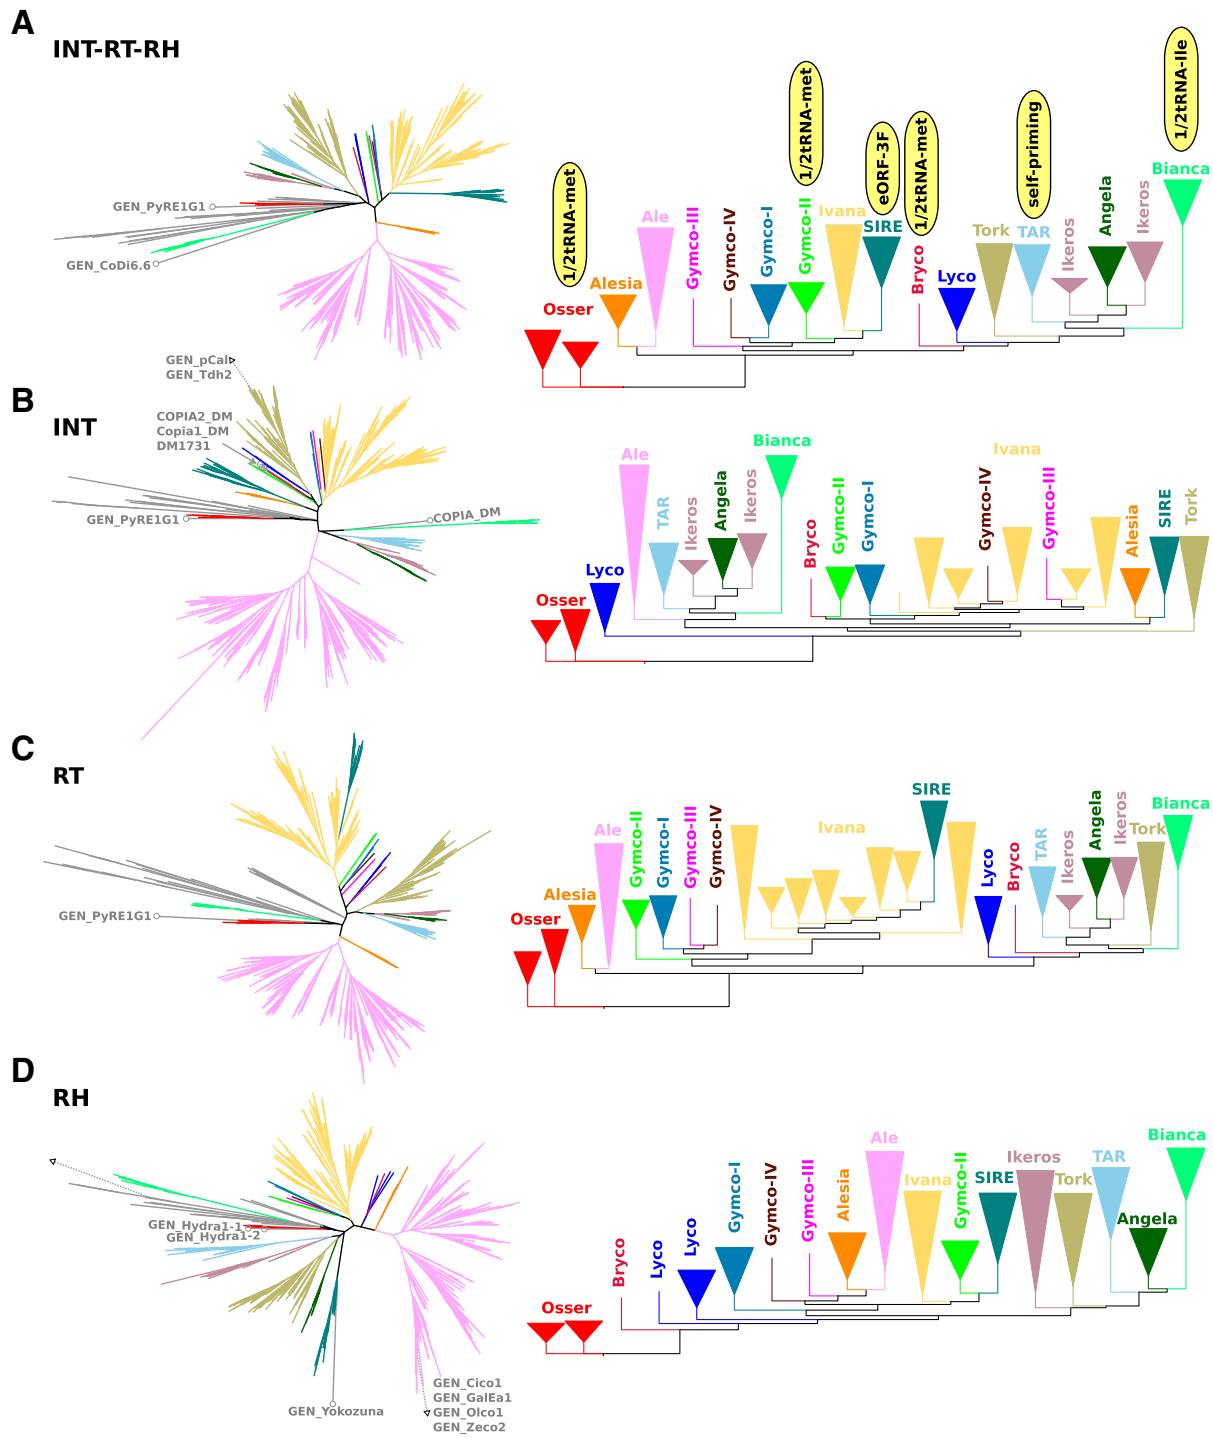 A
INT-RT-RH
GEN_PyRE1G1
GEN_CoDi6.6
1/2tRNA-met
1/2tRNA-met
eORF-3F
1/2tRNA-met
self-priming
1/2tRNA-Ile
Osser
Alesia
Ale
Gymco-III
Gymco-IV
Gymco-I
Gymco-II
Ivana
SIRE
Bryco
Lyco
Tork
TAR
Ikeros
Angela
Ikeros
Bianca
B
INT
GEN_pCal
GEN_Tdh2
COPIA2_DM
Copia1_DM
DM1731
GEN_PyRE1G1
COPIA_DM
Osser
Lyco
Ale
TAR
Ikeros
Angela
Ikeros
Bianca
Bryco
Gymco-II
Gymco-I
Ivana
Gymco-IV
Gymco-III
Alesia
SIRE
Tork
C
RT
GEN_PyRE1G1
Osser
Alesia
Ale
Gymco-II
Gymco-I
Gymco-III
Gymco-IV
Ivana
SIRE
Lyco
Bryco
TAR
Ikeros
Angela
Ikeros
Tork
Bianca
D
RH
GEN_Hydra1-1
GEN_Hydra1-2
GEN_Yokozuna
GEN_Cico1
GEN_GalEa1
GEN_Olco1
GEN_Zeco2
Osser
Bryco
Lyco
Lyco
Gymco-I
Gymco-IV
Gymco-III
Alesia
Ale
Ivana
Gymco-II
SIRE
Ikeros
Tork
TAR
Angela
Bianca